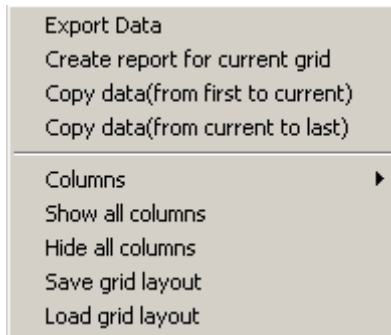 Export Data
Create report for current grid
Copy data(from first to current)
Copy data(from current to last)
Columns
Show all columns
Hide all columns
Save grid layout
Load grid layout